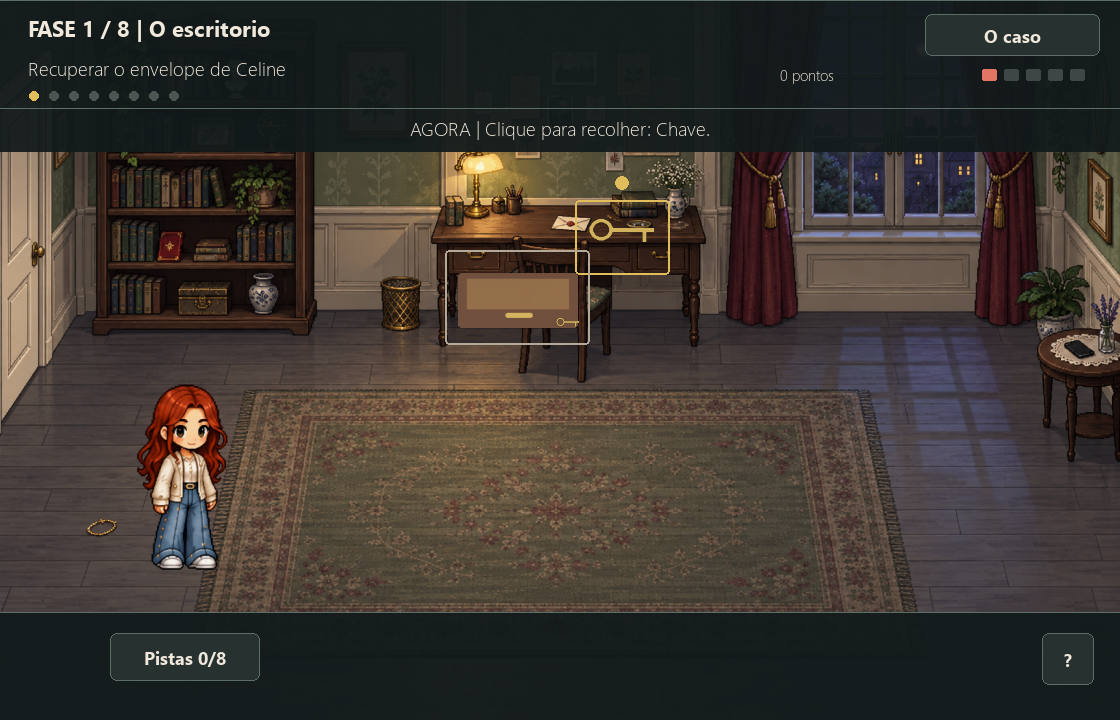 FASE 1 / 8 | O escritorio
O caso
Recuperar o envelope de Celine
0 pontos
AGORA | Clique para recolher: Chave.
Pistas 0/8
?